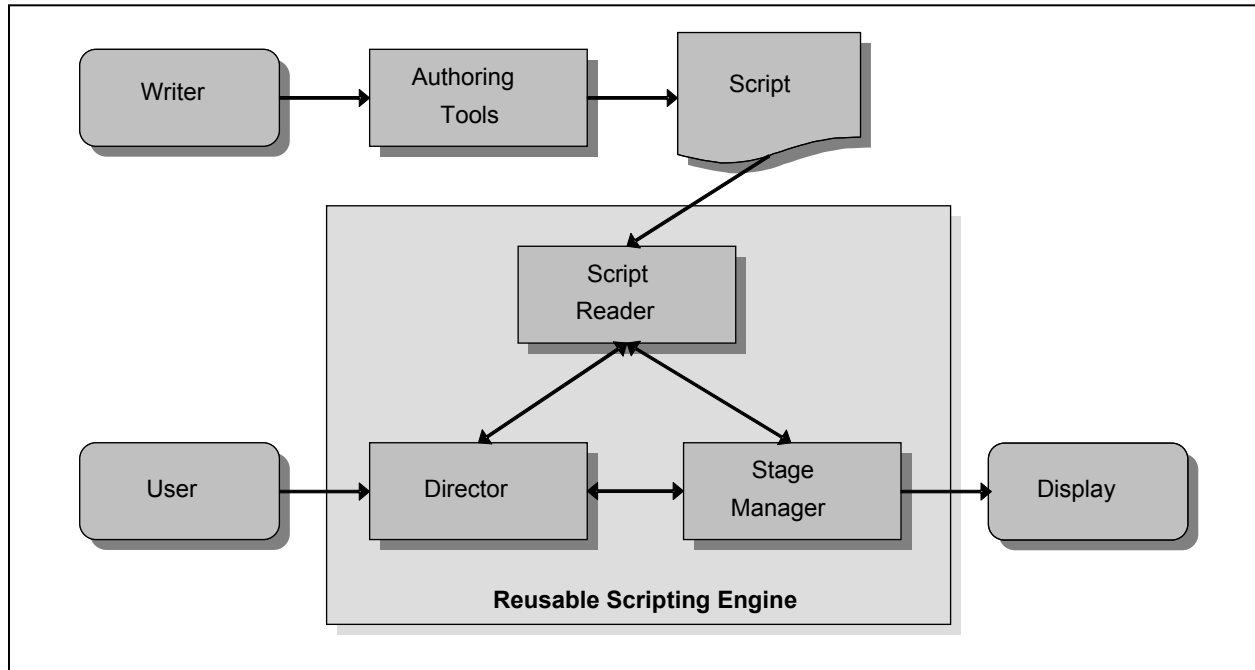 Writer
Authoring
Tools
Script
Script
Reader
User
Director
Stage
Manager
Display
Reusable Scripting Engine